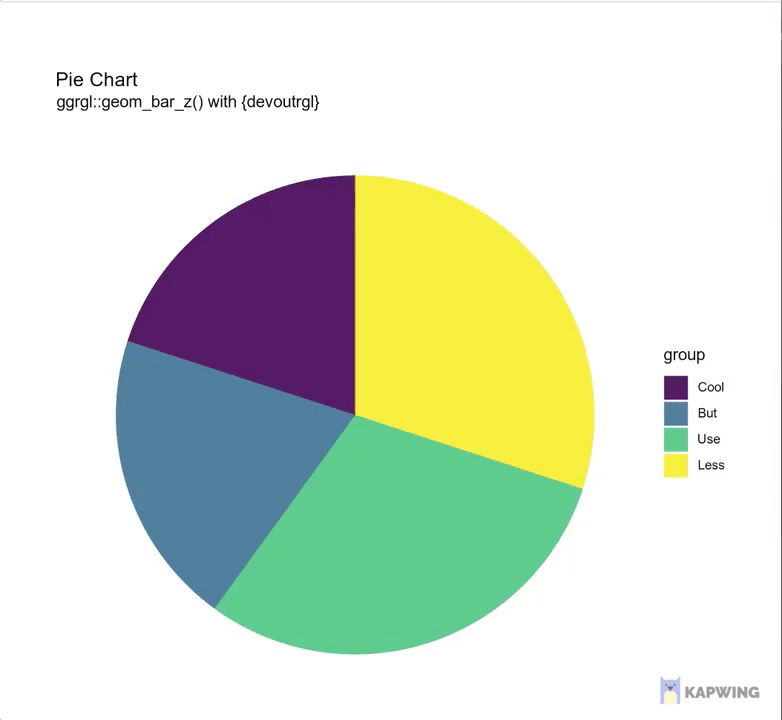 Pie Chart
ggrgl::geom_bar_z() with {devoutrgl}
group
Cool
But
Use
Less
KAPWING